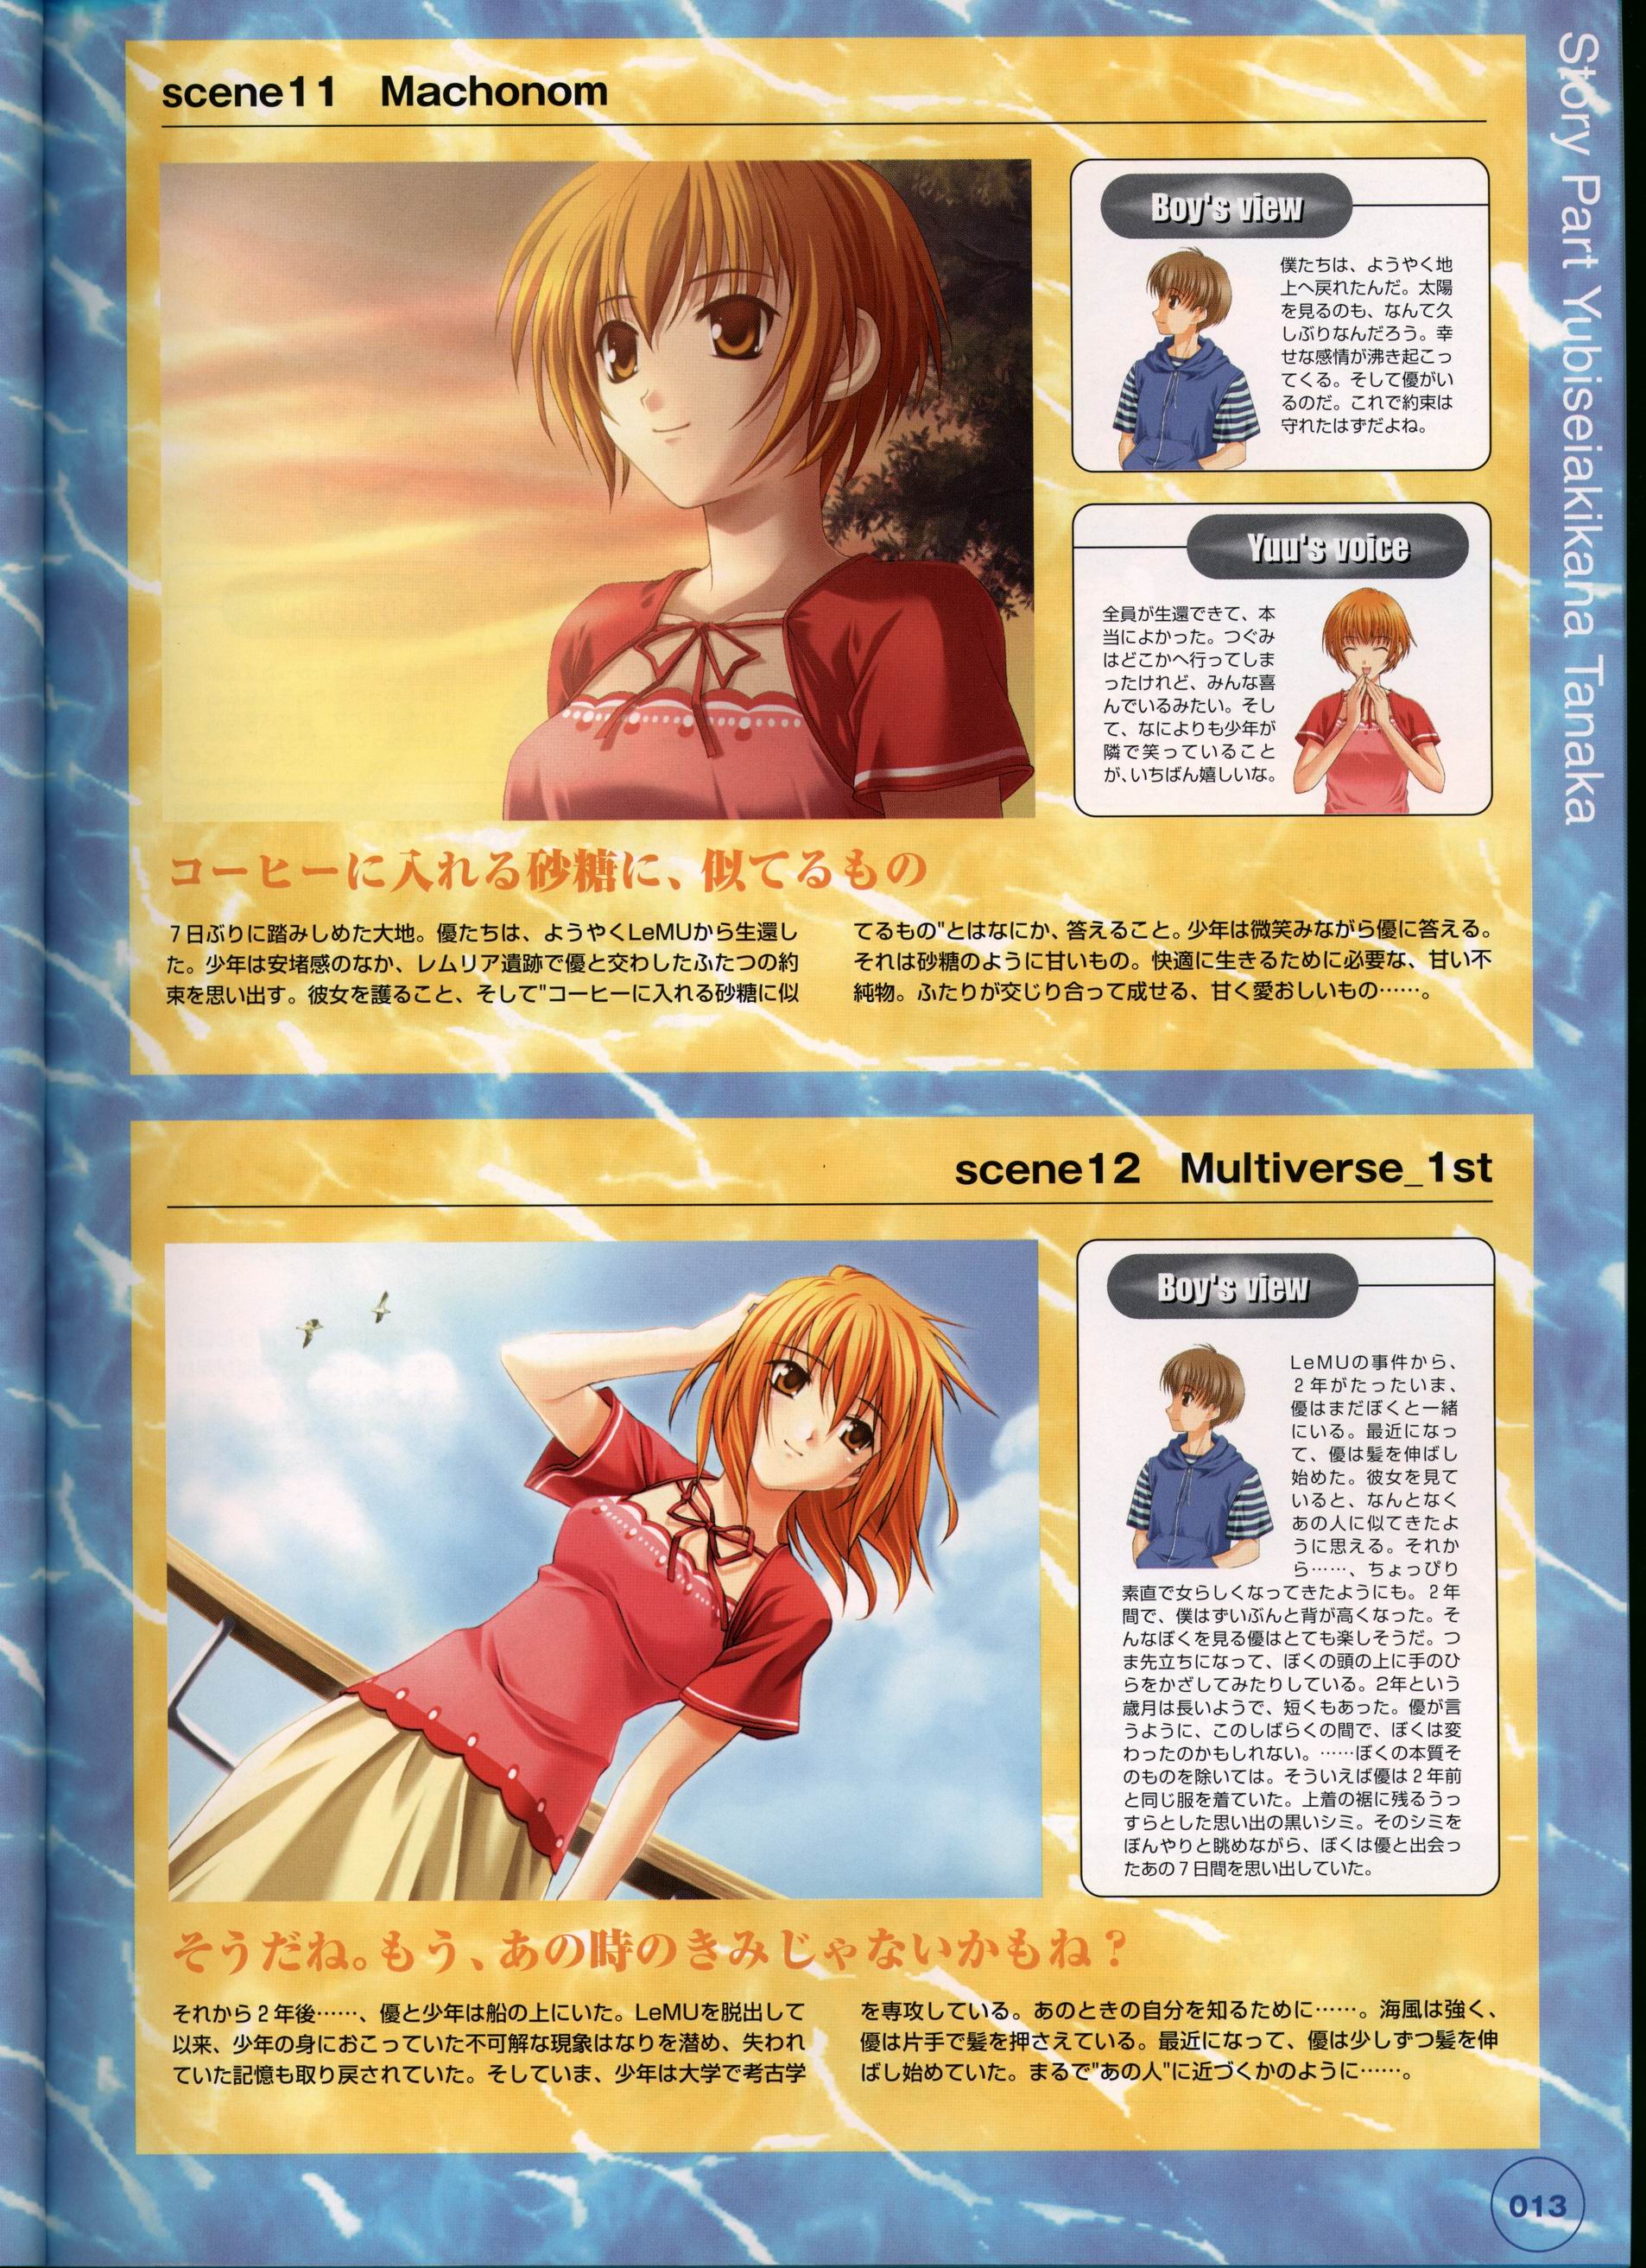 Story Part Yubiseiakikana Tanaka
scene11　Machonom
Boy's view
僕たちは、ようやく地
上へ戻れたんだ。太陽
を見るのも、なんて久
しぶりなんだろう。幸
せな感情が沸き起こっ
てくる。そして優がい
るのだ。これで約束は
守れたはずだよね。
Yuu's voice
全員が生還できて、本
当によかった。つぐみ
はどこかへ行ってしま
ったけれど、みんな喜
んでいるみたい。そし
て、なによりも少年が
隣で笑っていること
が、いちばん嬉しいな。
コーヒーに入れる砂糖に、似てるもの
7日ぶりに踏みしめた大地。優たちは、ようやくLeMUから生還し
た。少年は安堵感のなか、レムリア遺跡で優と交わしたふたつの約
束を思い出す。彼女を護ること、そして"コーヒーに入れる砂糖に似
てるもの"とはなにか、答えること。少年は微笑みながら優に答える。
それは砂糖のように甘いもの。快適に生きるために必要な、甘い不
純物。ふたりが交じり合って成せる、甘く愛おしいもの……。
scene12　Multiverse_1st
Boy's view
LeMUの事件から、
2年がたったいま、
優はまだぼくと一緒
にいる。最近になっ
て、優は髪を伸ばし
始めた。彼女を見て
いると、なんとなく
あの人に似てきたよ
うに思える。それか
ら……、ちょっぴり
素直で女らしくなってきたようにも。2年
間で、僕はずいぶんと背が高くなった。そ
んなぼくを見る優はとても楽しそうだ。つ
ま先立ちになって、ぼくの頭の上に手のひ
らをかざしてみたりしている。2年という
歳月は長いようで、短くもあった。優が言
うように、このしばらくの間で、ぼくは変
わったのかもしれない。……ぼくの本質そ
のものを除いては。そういえば優は2年前
と同じ服を着ていた。上着の裾に残るうっ
すらとした思い出の黒いシミ。そのシミを
ぼんやりと眺めながら、ぼくは優と出会っ
たあの7日間を思い出していた。
そうだね。もう、あの時のきみじゃないかもね？
それから2年後……、優と少年は船の上にいた。LeMUを脱出して
以来、少年の身におこっていた不可解な現象はなりを潜め、失われ
ていた記憶も取り戻されていた。そしていま、少年は大学で考古学
を専攻している。あのときの自分を知るために……。海風は強く、
優は片手で髪を押さえている。最近になって、優は少しずつ髪を伸
ばし始めていた。まるで"あの人"に近づくかのように……。
013